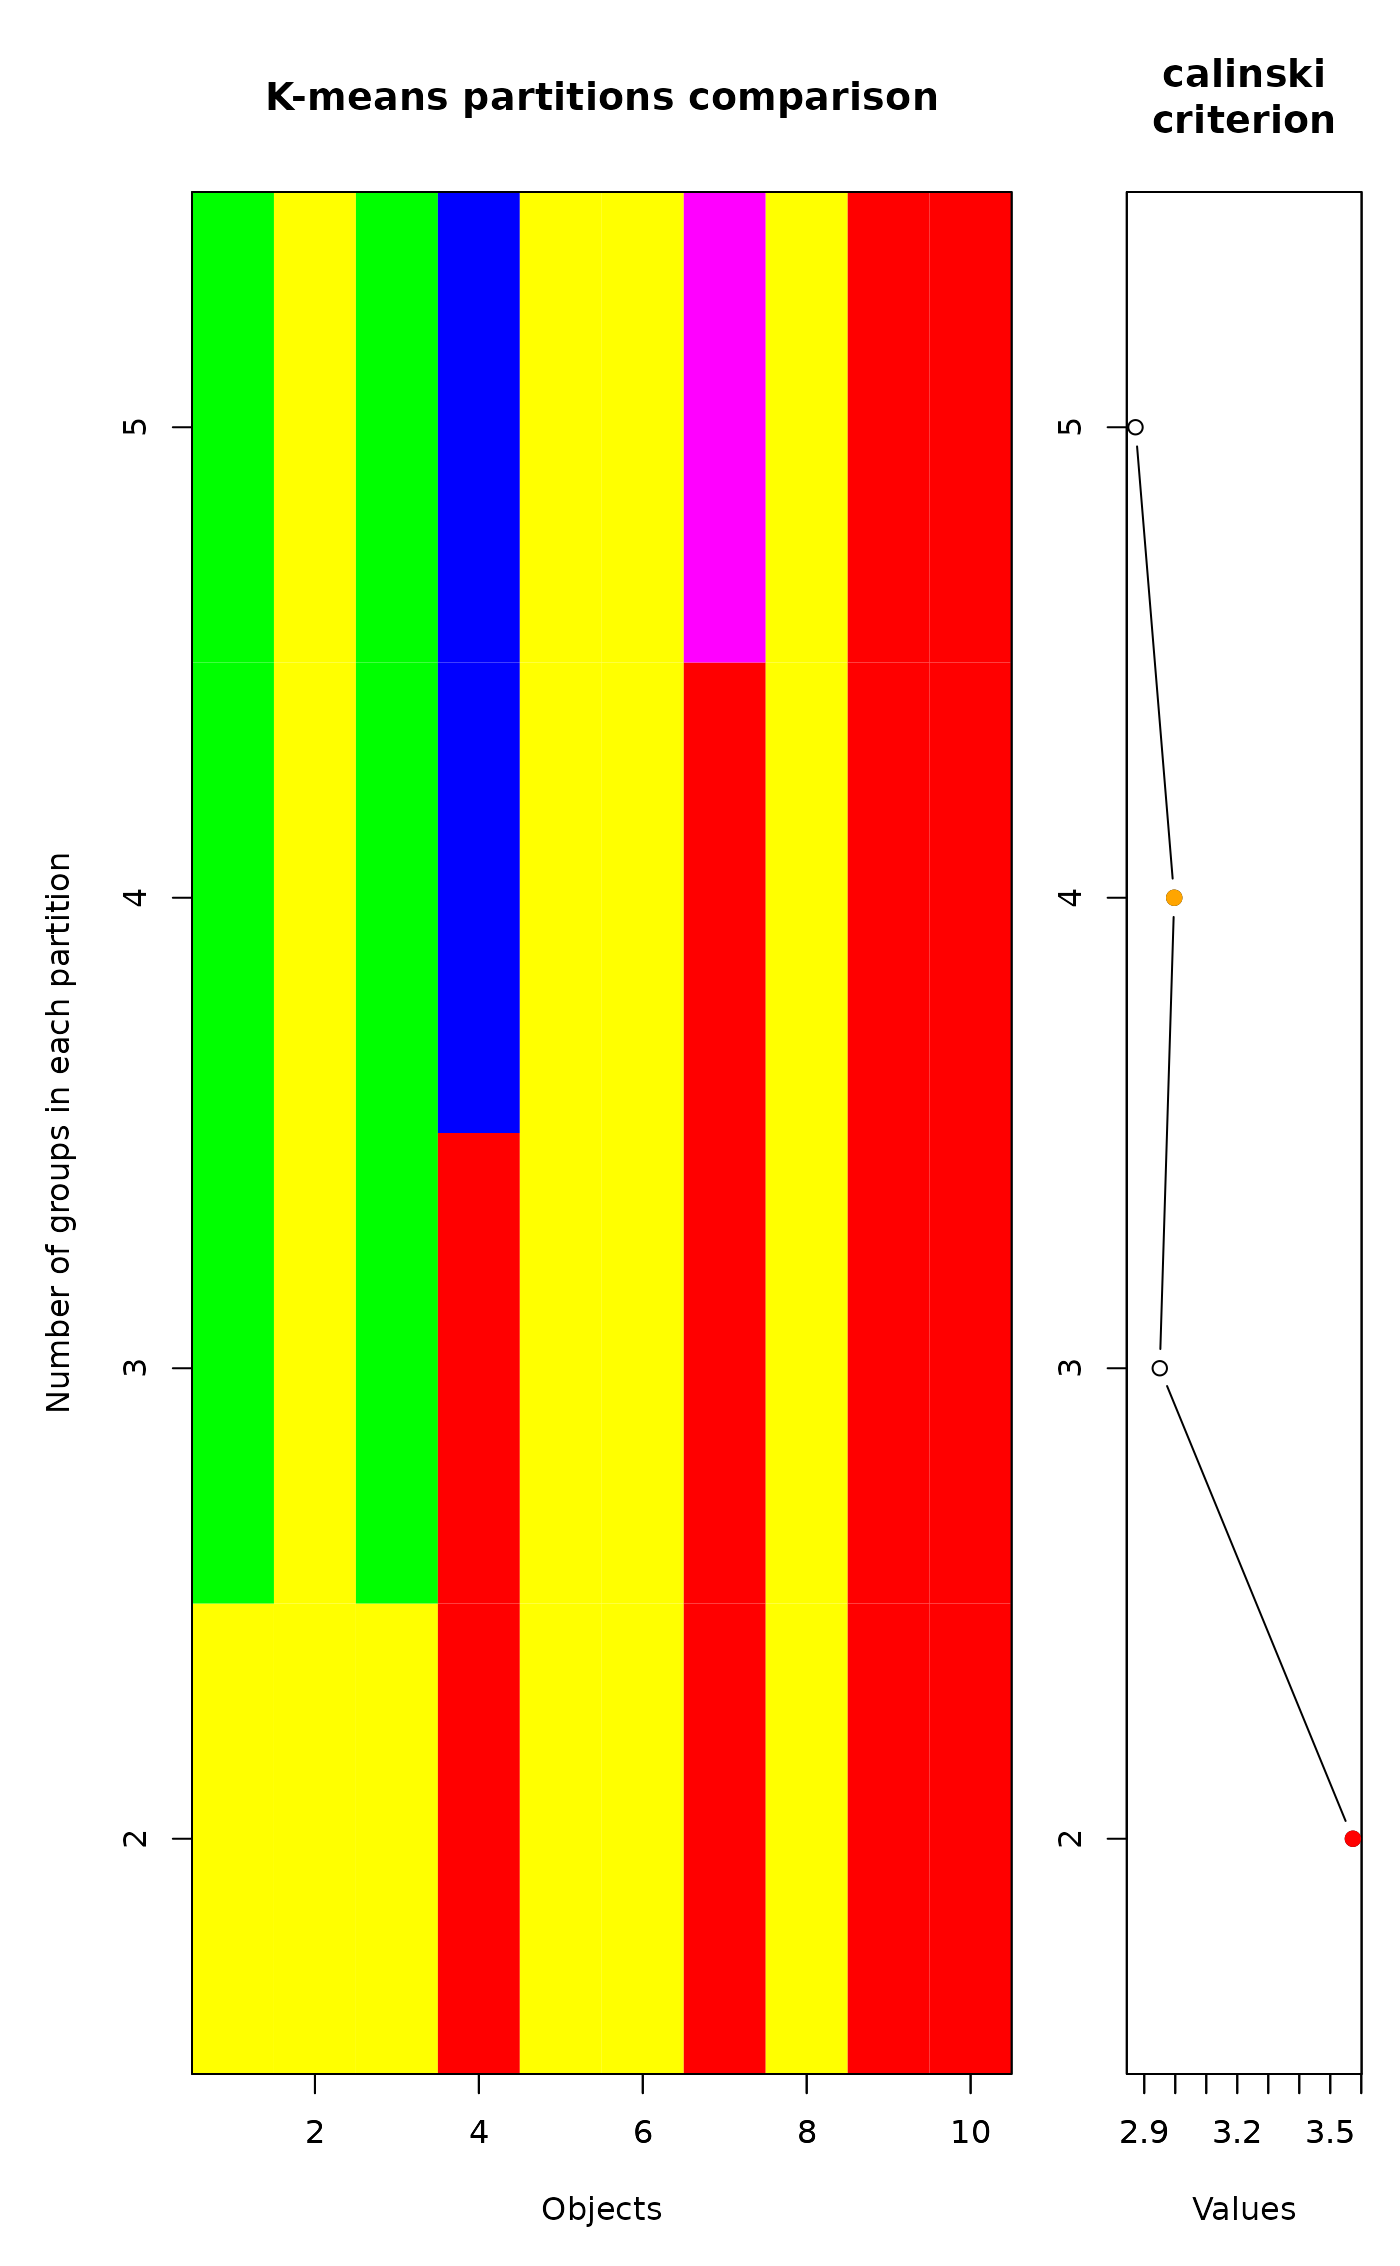 K-means partitions comparison
calinski
criterion
Number of groups in each partition
5
4
3
2
5
4
3
2
2 4 6 8 10
2.9 3.2 3.5
Objects
Values